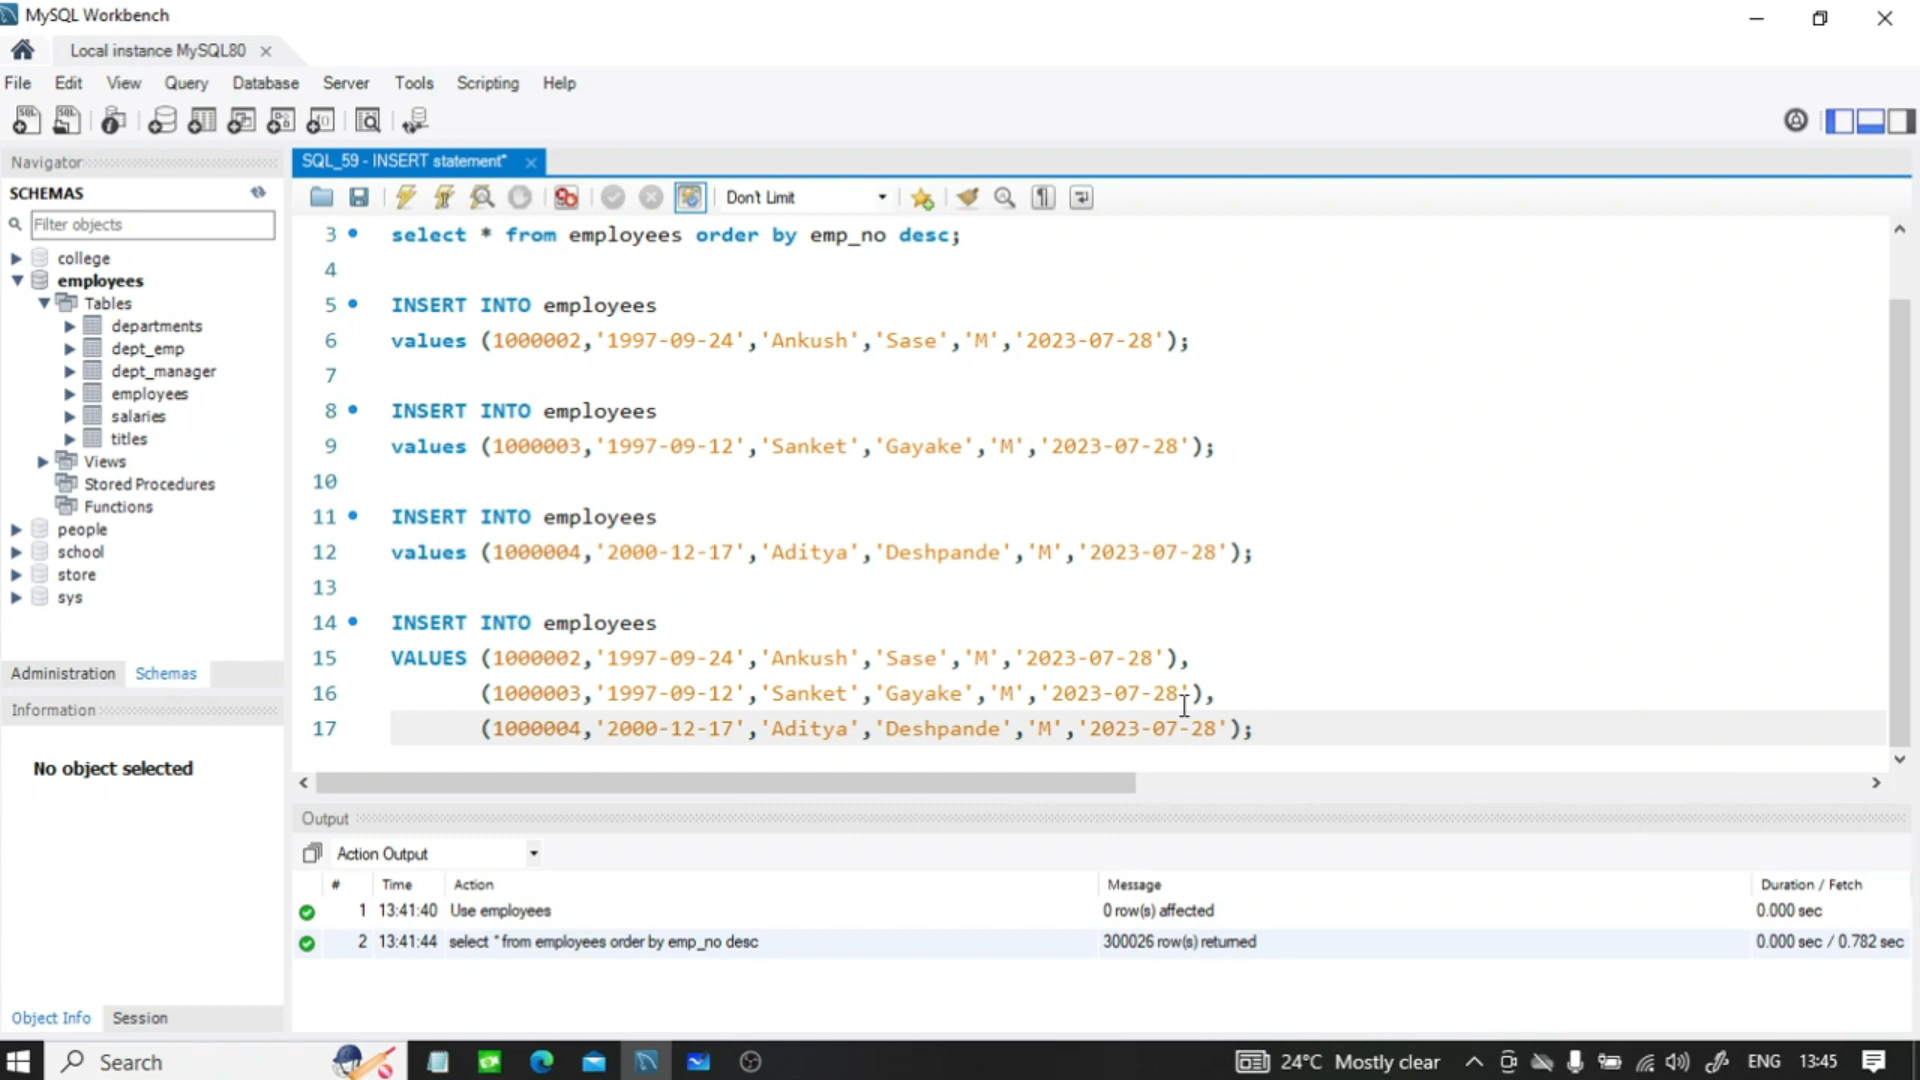 MySQL Workbench
Local instance MySQL80
File Edit View Query Database Server Tools Scripting Help
Navigator
SCHEMAS
Filter objects
college
employees
Tables
departments
dept_emp
dept_manager
employees
salaries
titles
Views
Stored Procedures
Functions
people
school
store
sys
Administration Schemas
Information
No object selected
Object Info Session
SQL_59 - INSERT statement*
Don't Limit
3 select * from employees order by emp_no desc;
4
5 INSERT INTO employees
6 values (1000002,'1997-09-24','Ankush','Sase','M','2023-07-28');
7
8 INSERT INTO employees
9 values (1000003,'1997-09-12','Sanket','Gayake','M','2023-07-28');
10
11 INSERT INTO employees
12 values (1000004,'2000-12-17','Aditya','Deshpande','M','2023-07-28');
13
14 INSERT INTO employees
15 VALUES (1000002,'1997-09-24','Ankush','Sase','M','2023-07-28'),
16 (1000003,'1997-09-12','Sanket','Gayake','M','2023-07-28'),
17 (1000004,'2000-12-17','Aditya','Deshpande','M','2023-07-28');
Output
Action Output
# Time Action Message Duration / Fetch
1 13:41:40 Use employees 0 row(s) affected 0.000 sec
2 13:41:44 select * from employees order by emp_no desc 300026 row(s) returned 0.000 sec / 0.782 sec
Search
24°C Mostly clear
ENG
13:45